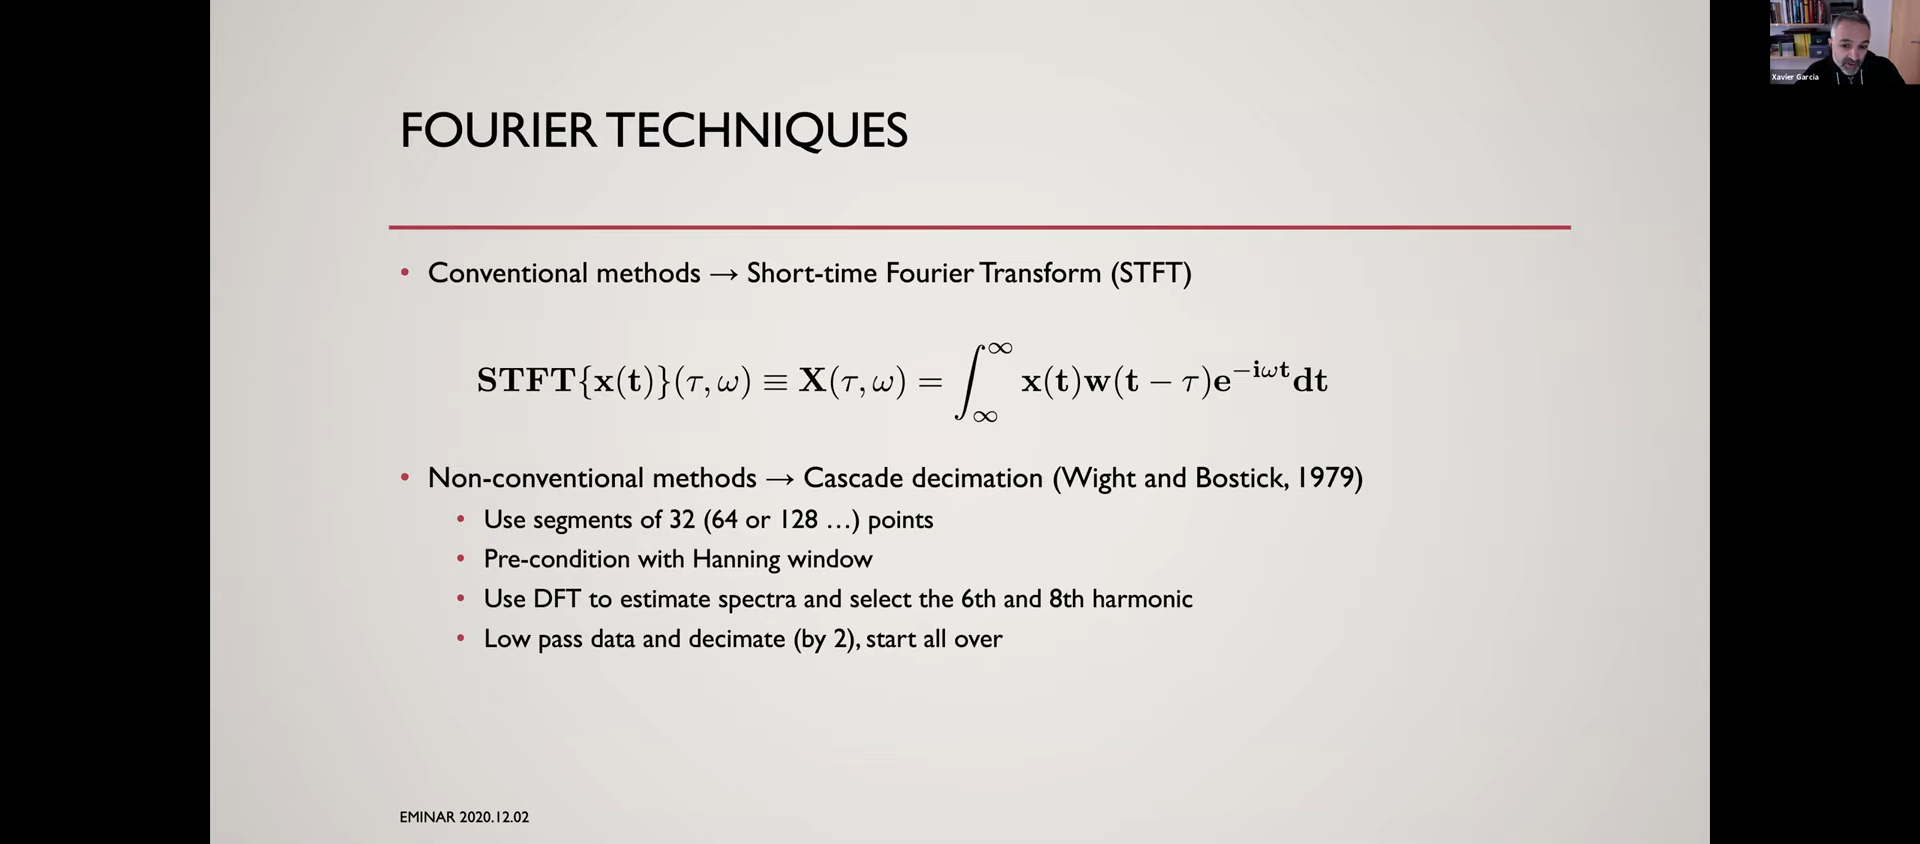 Xavier Garcia
FOURIER TECHNIQUES
• Conventional methods → Short-time Fourier Transform (STFT)
STFT{x(t)}(τ, ω) ≡ X(τ, ω) = ∫_∞^∞ x(t)w(t − τ)e^{−iωt}dt
• Non-conventional methods → Cascade decimation (Wight and Bostick, 1979)
• Use segments of 32 (64 or 128 …) points
• Pre-condition with Hanning window
• Use DFT to estimate spectra and select the 6th and 8th harmonic
• Low pass data and decimate (by 2), start all over
EMINAR 2020.12.02